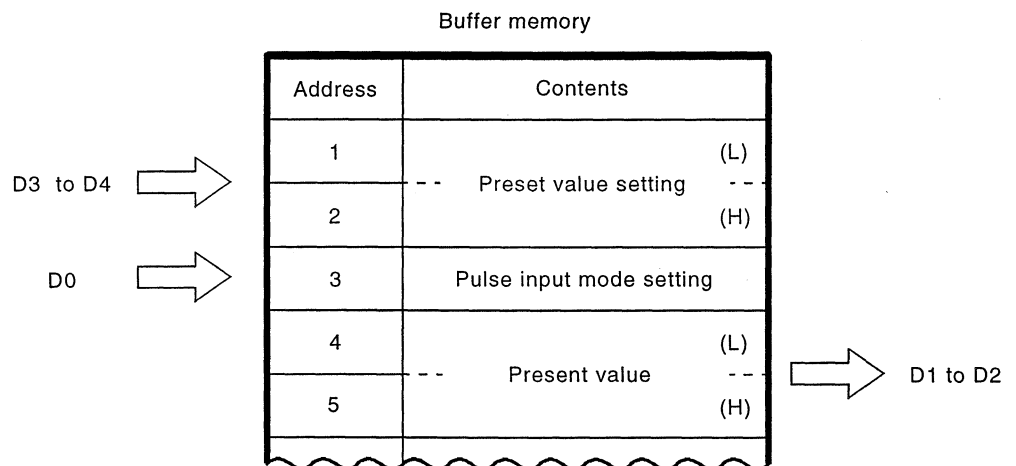 Buffer memory
Address Contents
1 (L)
D3 to D4 Preset value setting
2 (H)
D0 3 Pulse input mode setting
4 (L)
Present value D1 to D2
5 (H)